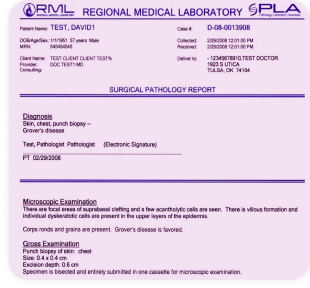 RML REGIONAL MEDICAL LABORATORY SPLA
Patient Name: TEST, DAVID1 Case #: D-08-0013908
DOB/Age/Sex: 1/1/1951 57 years Male Collected: 2/29/2008 12:01:00 PM
MRN: 545454545 Received: 2/29/2008 12:01:00 PM
Client Name: TEST CLIENT CLIENT TEST% Deliver to: - 12345678910,TEST DOCTOR
Provider: DOC TEST1 MD. 1923 S UTICA
Consulting: TULSA, OK 74104
SURGICAL PATHOLOGY REPORT
Diagnosis
Skin, chest, punch biopsy --
Grover's disease
Test, Pathologist Pathologist (Electronic Signature)
PT 02/29/2008
Microscopic Examination
There are focal areas of suprabasal clefting and a few acantholytic cells are seen. There is villous formation and
individual dyskeratotic cells are present in the upper layers of the epidermis.
Corps ronds and grains are present. Grover's disease is favored.
Gross Examination
Punch biopsy of skin: chest
Size: 0.4 x 0.4 cm
Excision depth: 0.6 cm
Specimen is bisected and entirely submitted in one cassette for microscopic examination.